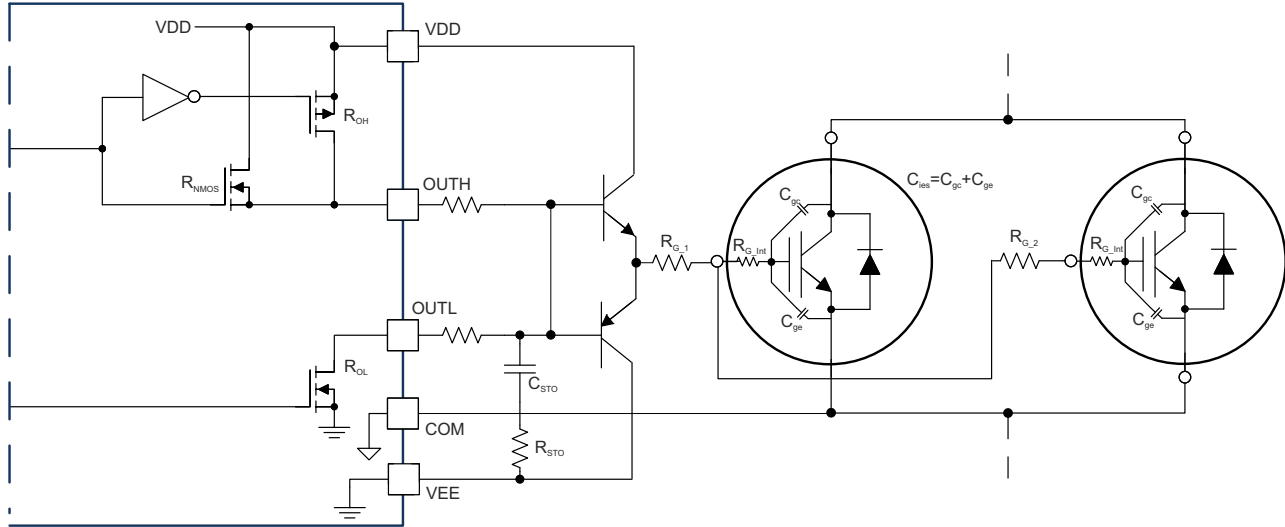 VDD
VDD
R_OH
R_NMOS
OUTH
C_ies=C_gc+C_ge
C_gc
C_gc
R_G_1
R_G_Int
R_G_2
R_G_Int
C_ge
C_ge
OUTL
R_OL
C_STO
COM
R_STO
VEE